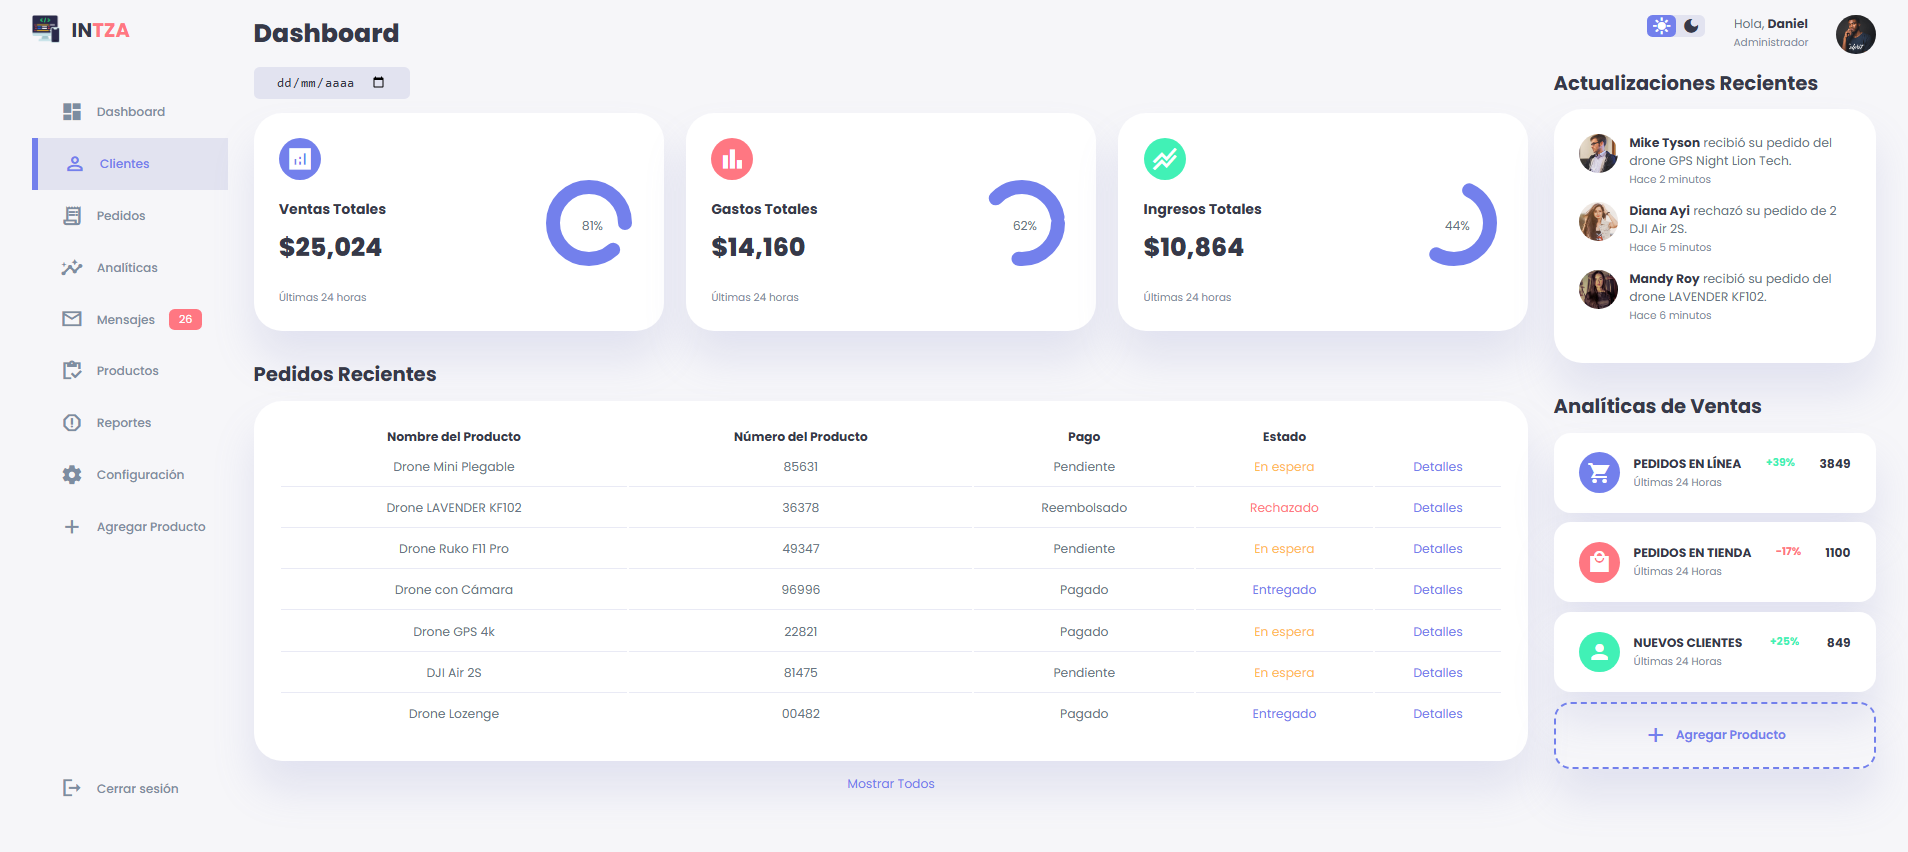 INTZA
Dashboard
Clientes
Pedidos
Analíticas
Mensajes 26
Productos
Reportes
Configuración
Agregar Producto
Cerrar sesión
Dashboard
dd/mm/aaaa
Ventas Totales
$25,024
81%
Últimas 24 horas
Gastos Totales
$14,160
62%
Últimas 24 horas
Ingresos Totales
$10,864
44%
Últimas 24 horas
Pedidos Recientes
Nombre del Producto Número del Producto Pago Estado
Drone Mini Plegable 85631 Pendiente En espera Detalles
Drone LAVENDER KF102 36378 Reembolsado Rechazado Detalles
Drone Ruko F11 Pro 49347 Pendiente En espera Detalles
Drone con Cámara 96996 Pagado Entregado Detalles
Drone GPS 4k 22821 Pagado En espera Detalles
DJI Air 2S 81475 Pendiente En espera Detalles
Drone Lozenge 00482 Pagado Entregado Detalles
Mostrar Todos
Hola, Daniel
Administrador
Actualizaciones Recientes
Mike Tyson recibió su pedido del
drone GPS Night Lion Tech.
Hace 2 minutos
Diana Ayi rechazó su pedido de 2
DJI Air 2S.
Hace 5 minutos
Mandy Roy recibió su pedido del
drone LAVENDER KF102.
Hace 6 minutos
Analíticas de Ventas
PEDIDOS EN LÍNEA +39% 3849
Últimas 24 Horas
PEDIDOS EN TIENDA -17% 1100
Últimas 24 Horas
NUEVOS CLIENTES +25% 849
Últimas 24 Horas
Agregar Producto